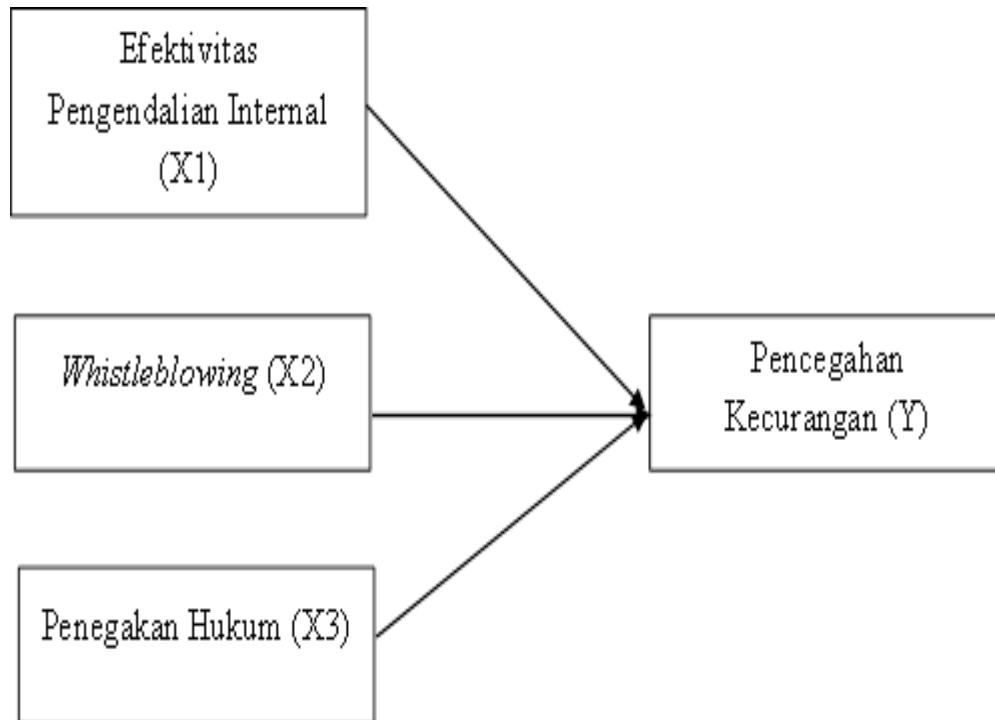 Efektivitas
Pengendalian Internal
(X1)
Whistleblowing (X2)
Pencegahan
Kecurangan (Y)
Penegakan Hukum (X3)